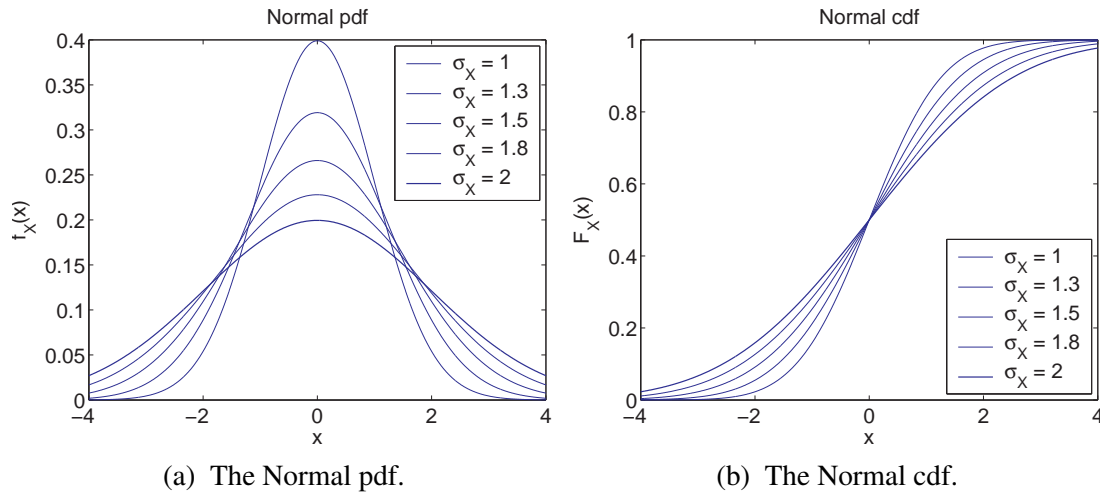 Normal pdf
0.4
0.35
0.3
0.25
0.2
0.15
0.1
0.05
0
f_X(x)
σ_X = 1
σ_X = 1.3
σ_X = 1.5
σ_X = 1.8
σ_X = 2
−4 −2 0 2 4
x
(a) The Normal pdf.
Normal cdf
1
0.8
0.6
0.4
0.2
0
F_X(x)
σ_X = 1
σ_X = 1.3
σ_X = 1.5
σ_X = 1.8
σ_X = 2
−4 −2 0 2 4
x
(b) The Normal cdf.